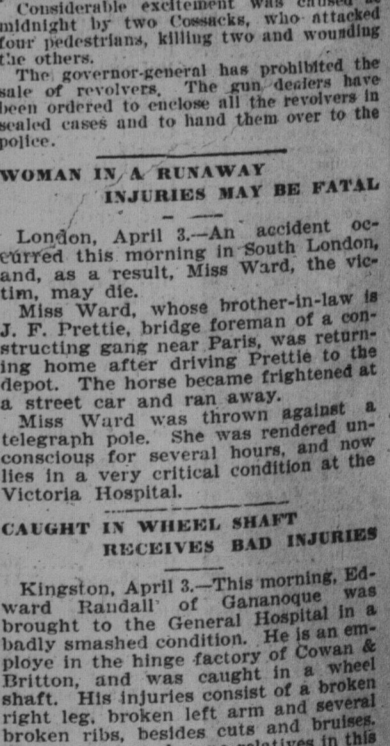 Considerable excitement was caused at
midnight by two Cossacks, who attacked
four pedestrians, killing two and wounding
the others.
The governor-general has prohibited the
sale of revolvers. The gun dealers have
been ordered to enclose all the revolvers in
sealed cases and to hand them over to the
police.
WOMAN IN A RUNAWAY
INJURIES MAY BE FATAL
London, April 3.—An accident oc-
curred this morning in South London,
and, as a result, Miss Ward, the vic-
tim, may die.
Miss Ward, whose brother-in-law is
J. F. Prettie, bridge foreman of a con-
structing gang near Paris, was return-
ing home after driving Prettie to the
depot. The horse became frightened at
a street car and ran away.
Miss Ward was thrown against a
telegraph pole. She was rendered un-
conscious for several hours, and now
lies in a very critical condition at the
Victoria Hospital.
CAUGHT IN WHEEL SHAFT
RECEIVES BAD INJURIES
Kingston, April 3.—This morning, Ed-
ward Randall of Gananoque was
brought to the General Hospital in a
badly smashed condition. He is an em-
ploye in the hinge factory of Cowan &
Britton, and was caught in a wheel
shaft. His injuries consist of a broken
right leg, broken left arm and several
broken ribs, besides cuts and bruises.
relatives in this